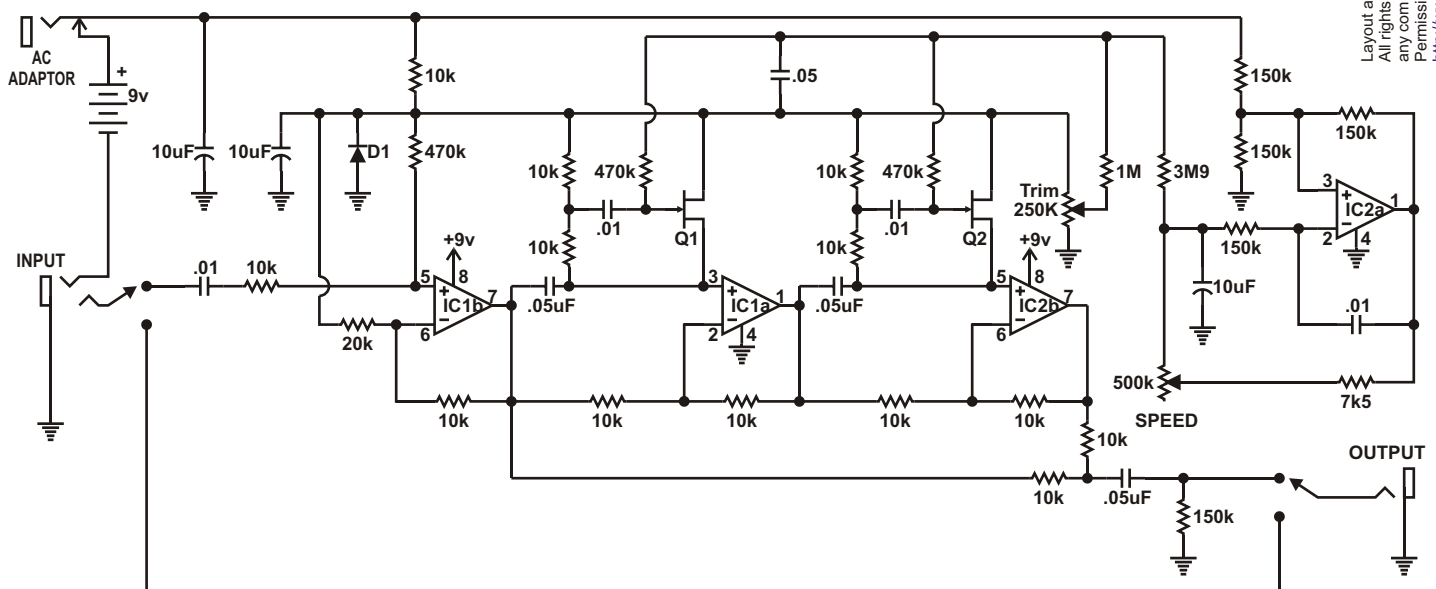 AC
ADAPTOR
+
9v
10uF
10uF
D1
10k
470k
10k
470k
.01
Q1
10k
.05
10k
470k
.01
Q2
10k
Trim
250K
1M
3M9
150k
150k
150k
3
+
IC2a
1
−
2
4
150k
10uF
.01
INPUT
.01
10k
+9v
5
8
+
IC1b
7
−
6
20k
.05uF
3
+
IC1a
1
−
2
4
.05uF
+9v
5
8
+
IC2b
7
−
6
10k
10k
10k
10k
10k
500k
SPEED
7k5
10k
10k
.05uF
150k
OUTPUT
Layout a
All rights
any com
Permissi